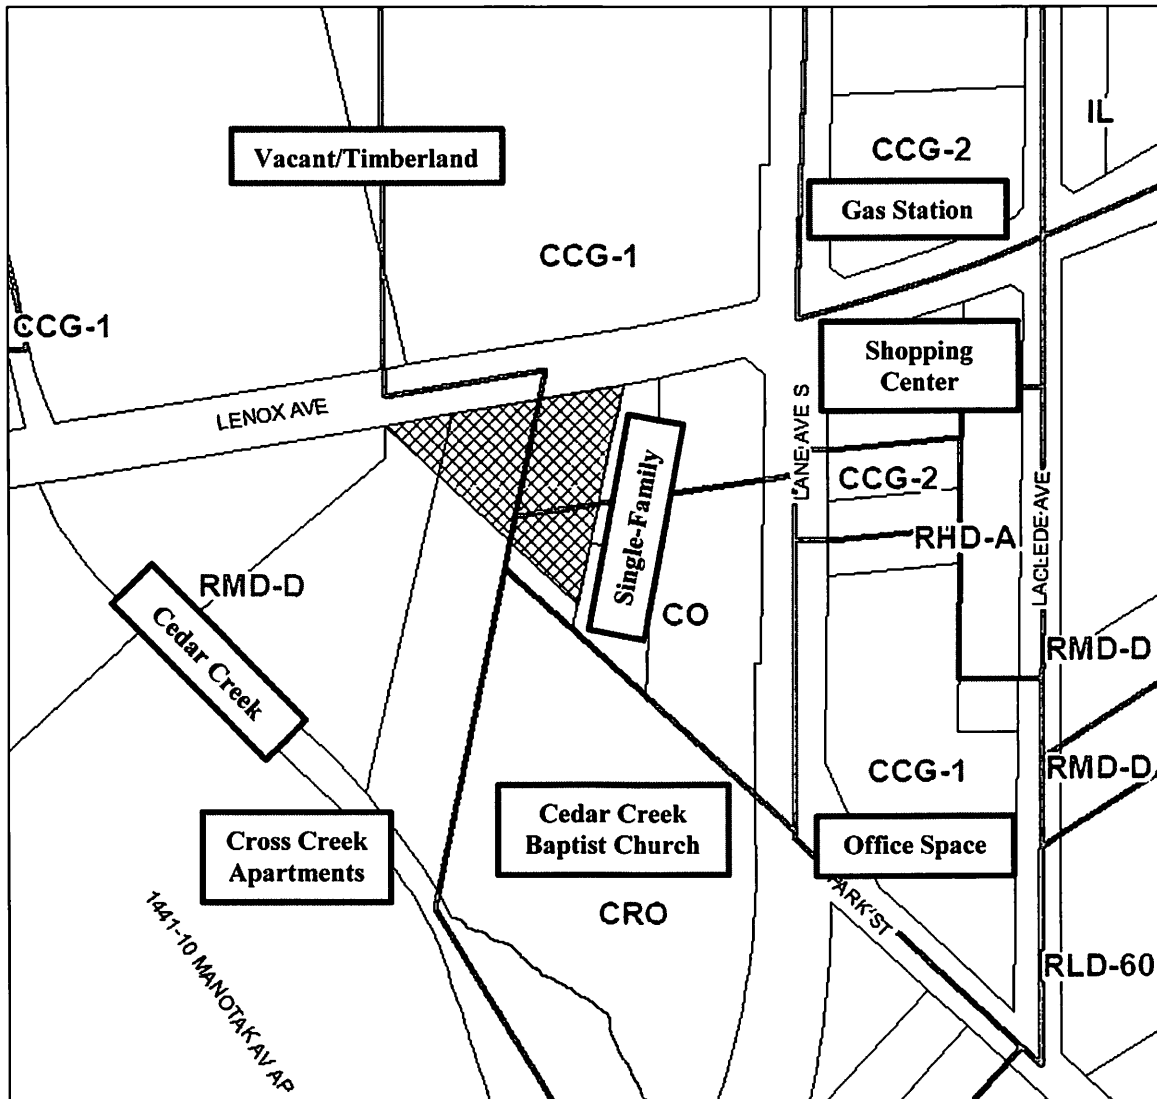 IL
CCG-2
Vacant/Timberland
Gas Station
CCG-1
CCG-1
Shopping
Center
LENOX AVE
LANE AVE S
Single-Family
CCG-2
LACLEDE AVE
RHD-A
RMD-D
Cedar Creek
CO
RMD-D
CCG-1
RMD-D
Cross Creek
Apartments
Cedar Creek
Baptist Church
Office Space
PARK ST
CRO
1441-10 MANOTAK AV AP
RLD-60